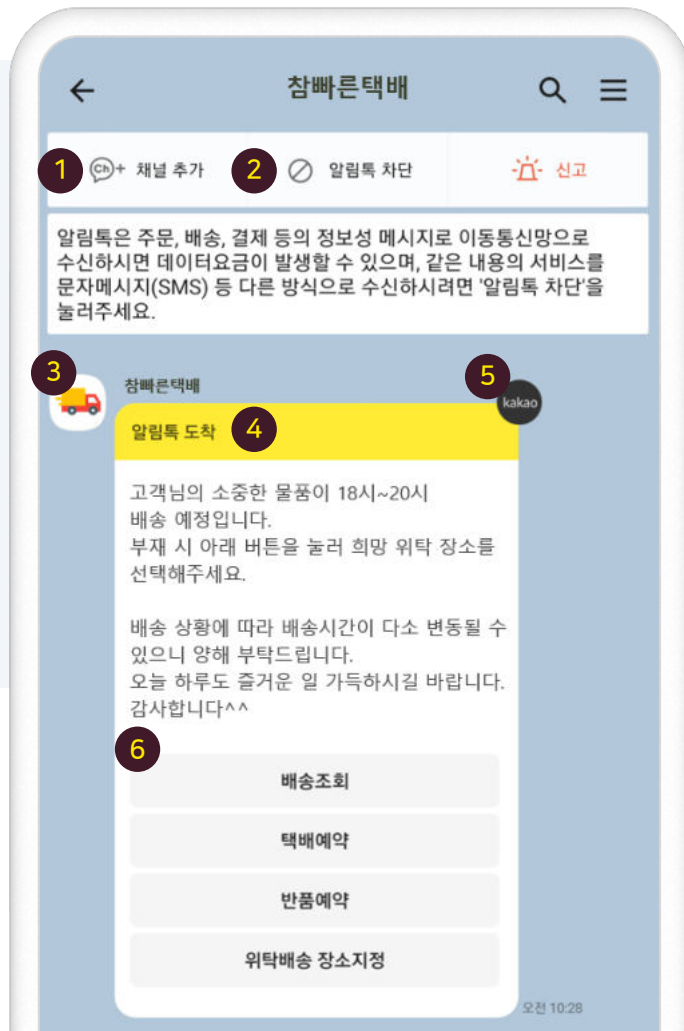 참빠른택배
1 Ch+ 채널 추가 2 알림톡 차단 신고
알림톡은 주문, 배송, 결제 등의 정보성 메시지로 이동통신망으로
수신하시면 데이터요금이 발생할 수 있으며, 같은 내용의 서비스를
문자메시지(SMS) 등 다른 방식으로 수신하시려면 '알림톡 차단'을
눌러주세요.
3
참빠른택배
5
kakao
알림톡 도착 4
고객님의 소중한 물품이 18시~20시
배송 예정입니다.
부재 시 아래 버튼을 눌러 희망 위탁 장소를
선택해주세요.
배송 상황에 따라 배송시간이 다소 변동될 수
있으니 양해 부탁드립니다.
오늘 하루도 즐거운 일 가득하시길 바랍니다.
감사합니다^^
6
배송조회
택배예약
반품예약
위탁배송 장소지정
오전 10:28